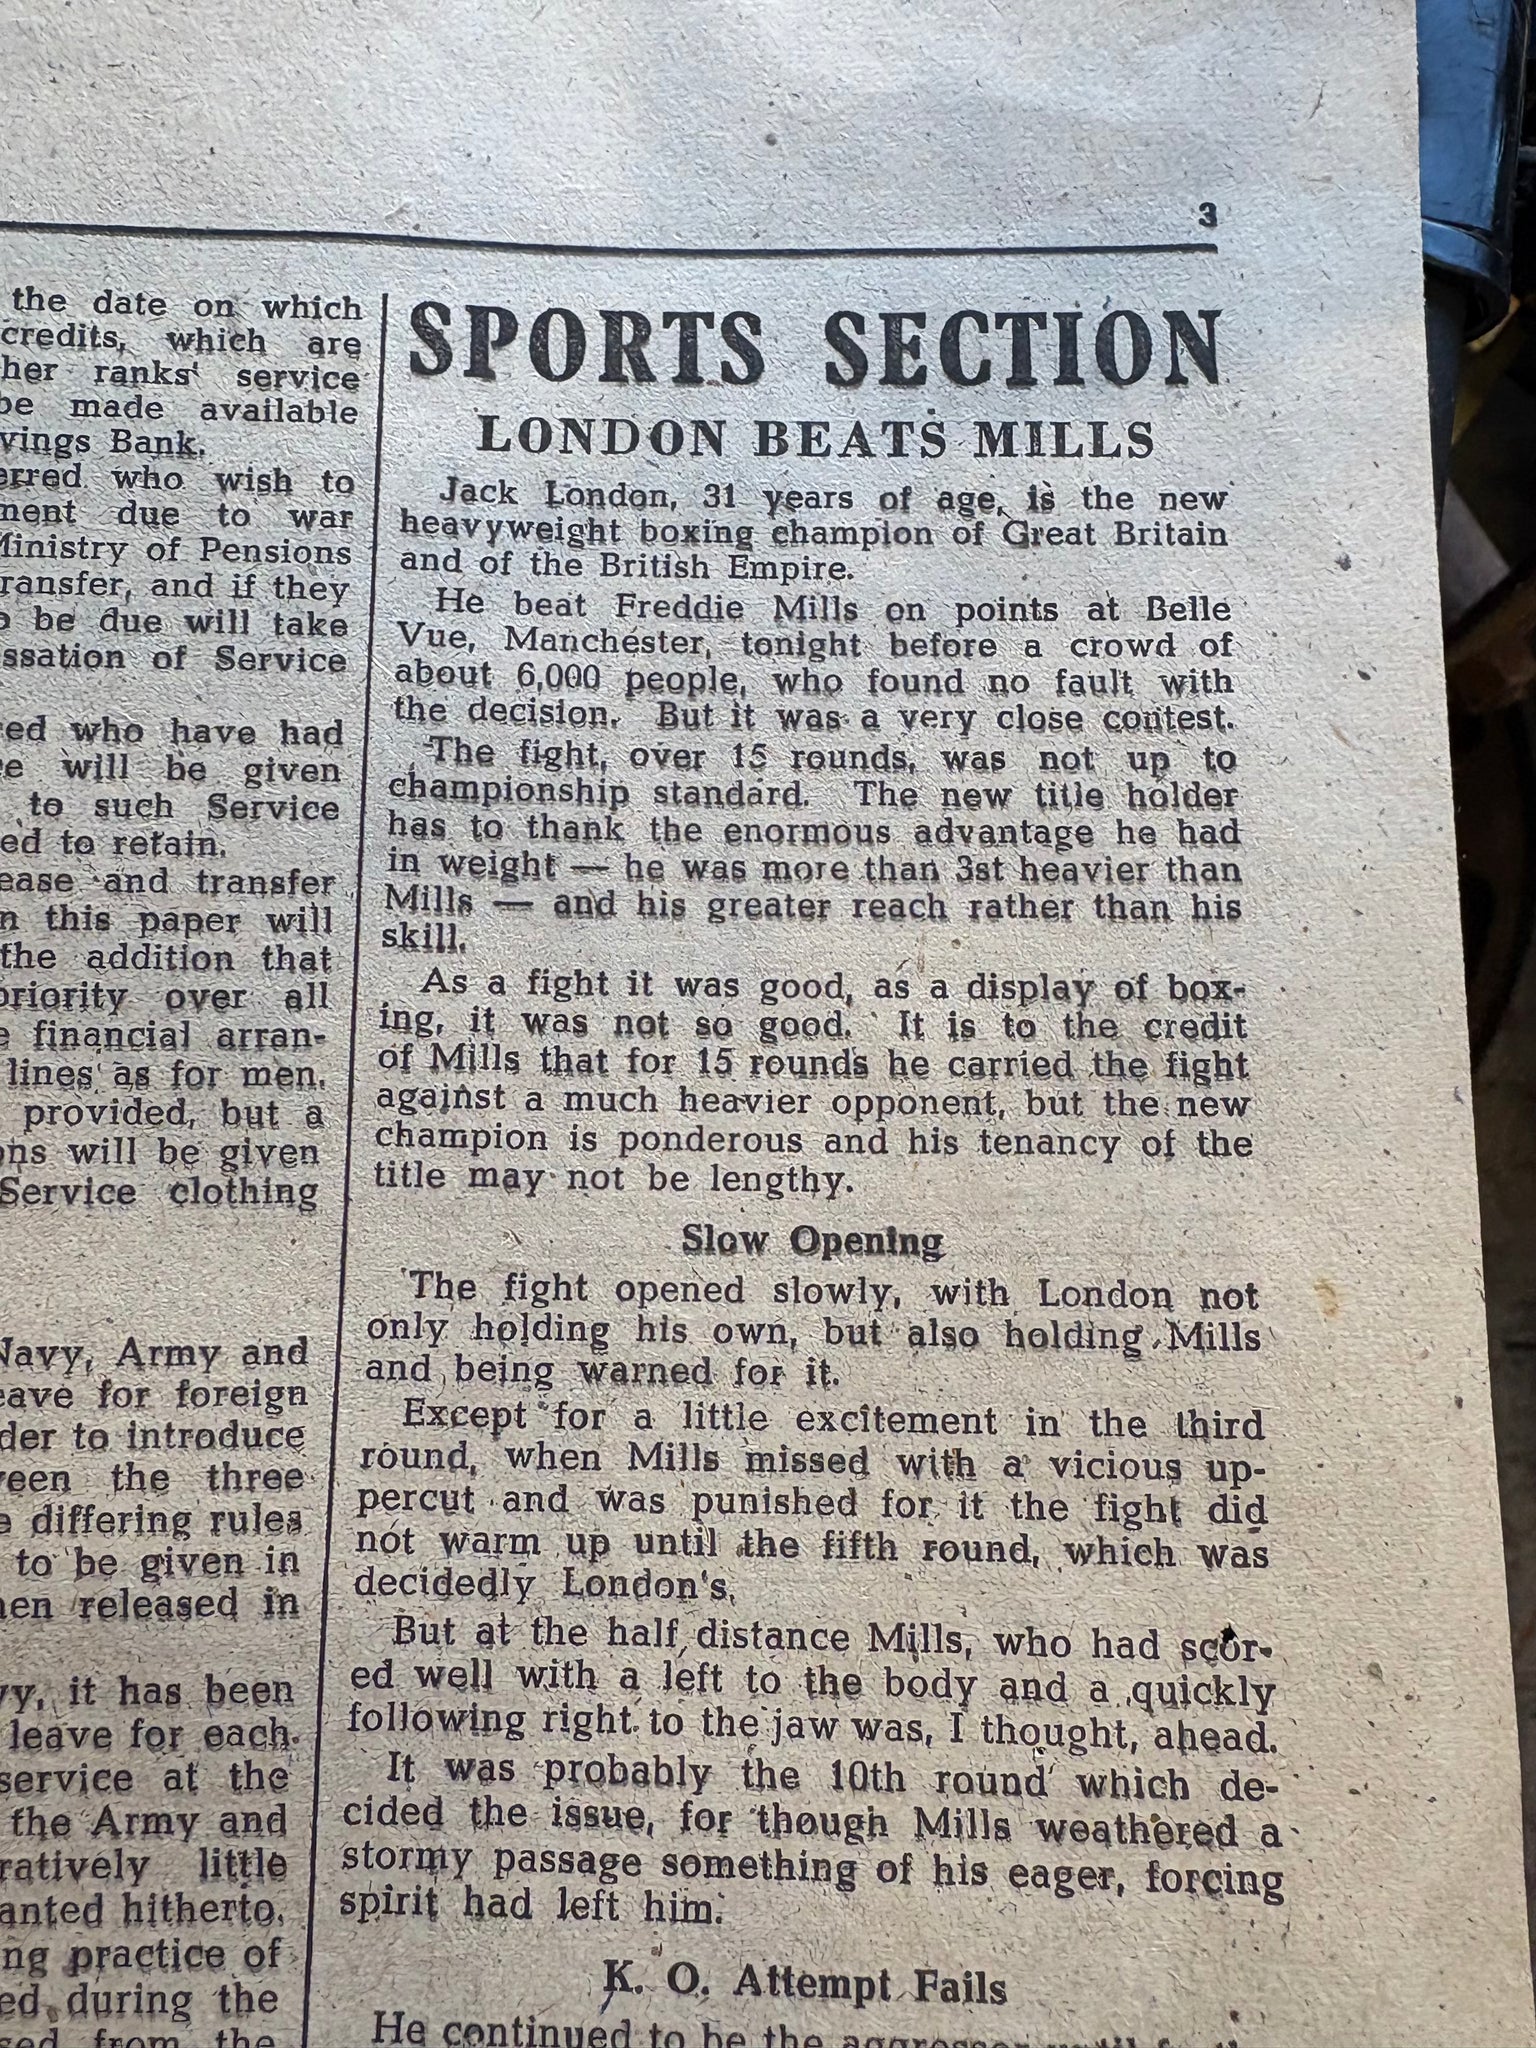 3
the date on which
credits, which are
her ranks' service
be made available
vings Bank.
erred who wish to
ment due to war
Ministry of Pensions
ransfer, and if they
o be due will take
ssation of Service
ed who have had
e will be given
to such Service
ed to retain.
ease and transfer
n this paper will
the addition that
priority over all
e financial arran-
lines as for men.
provided, but a
ons will be given
Service clothing
Navy, Army and
eave for foreign
der to introduce
ween the three
e differing rules
to be given in
men released in
vy, it has been
leave for each.
service at the
the Army and
ratively little
anted hitherto.
ng practice of
ed during the
sed from the
SPORTS SECTION
LONDON BEATS MILLS
Jack London, 31 years of age, is the new
heavyweight boxing champion of Great Britain
and of the British Empire.
He beat Freddie Mills on points at Belle
Vue, Manchester, tonight before a crowd of
about 6,000 people, who found no fault with
the decision. But it was a very close contest.
The fight, over 15 rounds, was not up to
championship standard. The new title holder
has to thank the enormous advantage he had
in weight — he was more than 3st heavier than
Mills — and his greater reach rather than his
skill.
As a fight it was good, as a display of box-
ing, it was not so good. It is to the credit
of Mills that for 15 rounds he carried the fight
against a much heavier opponent, but the new
champion is ponderous and his tenancy of the
title may not be lengthy.
Slow Opening
The fight opened slowly, with London not
only holding his own, but also holding Mills
and being warned for it.
Except for a little excitement in the third
round, when Mills missed with a vicious up-
percut and was punished for it the fight did
not warm up until the fifth round, which was
decidedly London's.
But at the half distance Mills, who had scor-
ed well with a left to the body and a quickly
following right to the jaw was, I thought, ahead.
It was probably the 10th round which de-
cided the issue, for though Mills weathered a
stormy passage something of his eager, forcing
spirit had left him.
K. O. Attempt Fails
He continued to be the aggressor until